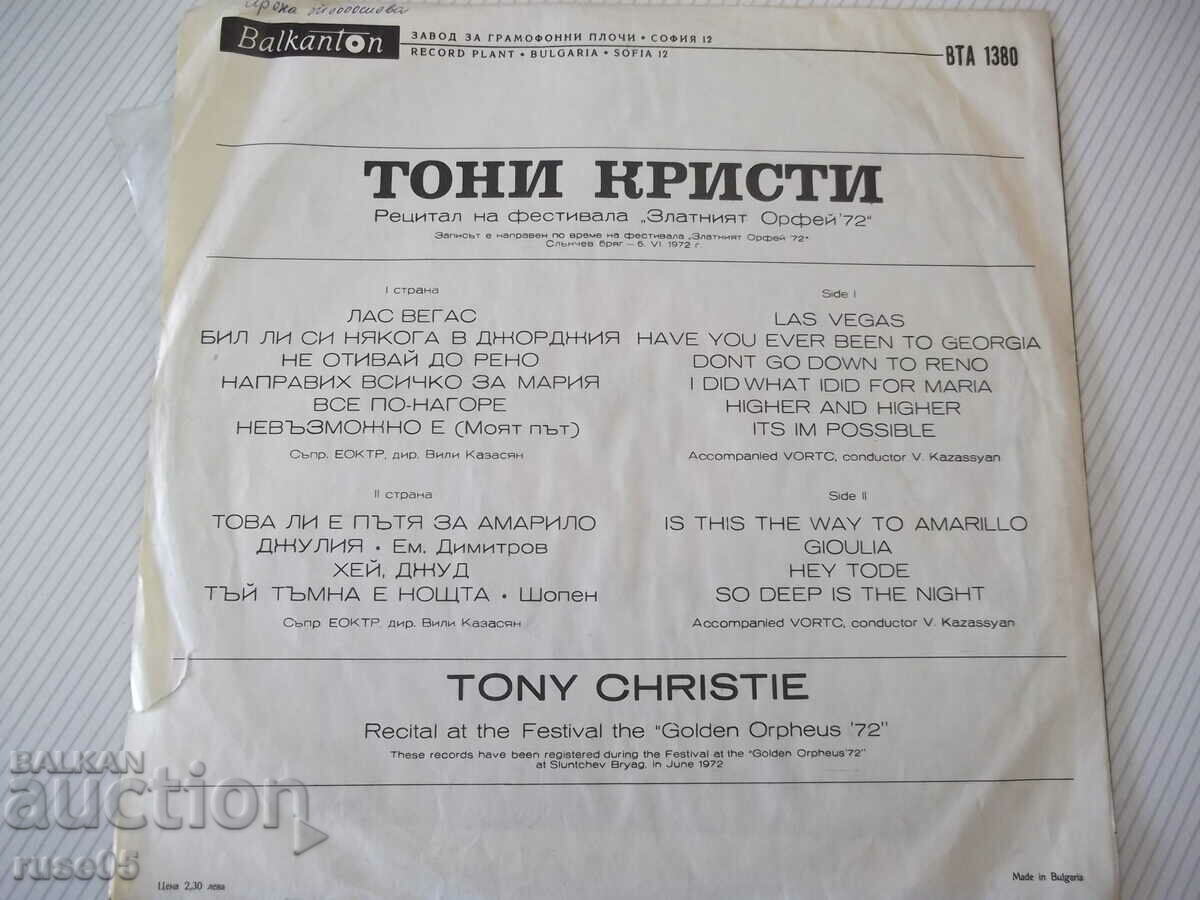 Balkanton
ЗАВОД ЗА ГРАМОФОННИ ПЛОЧИ • СОФИЯ 12
RECORD PLANT • BULGARIA • SOFIA 12
ВТА 1380
ТОНИ КРИСТИ
Рецитал на фестивала „Златният Орфей '72"
Записът е направен по време на фестивала „Златният Орфей '72"
Слънчев бряг – 6. VI. 1972 г.
I страна
ЛАС ВЕГАС
БИЛ ЛИ СИ НЯКОГА В ДЖОРДЖИЯ
НЕ ОТИВАЙ ДО РЕНО
НАПРАВИХ ВСИЧКО ЗА МАРИЯ
ВСЕ ПО-НАГОРЕ
НЕВЪЗМОЖНО Е (Моят път)
Съпр. ЕОКТР, дир. Вили Казасян
Side I
LAS VEGAS
HAVE YOU EVER BEEN TO GEORGIA
DONT GO DOWN TO RENO
I DID WHAT IDID FOR MARIA
HIGHER AND HIGHER
ITS IM POSSIBLE
Accompanied VORTC, conductor V. Kazassyan
II страна
ТОВА ЛИ Е ПЪТЯ ЗА АМАРИЛО
ДЖУЛИЯ • Ем. Димитров
ХЕЙ, ДЖУД
ТЪЙ ТЪМНА Е НОЩТА • Шопен
Съпр. ЕОКТР, дир. Вили Казасян
Side II
IS THIS THE WAY TO AMARILLO
GIOULIA
HEY TODE
SO DEEP IS THE NIGHT
Accompanied VORTC, conductor V. Kazassyan
TONY CHRISTIE
Recital at the Festival the "Golden Orpheus '72"
These records have been registered during the Festival at the "Golden Orpheus'72"
at Sluntchev Bryag, in June 1972
BALKAN
auction
ruse05
Цена 2,30 лева
Made in Bulgaria